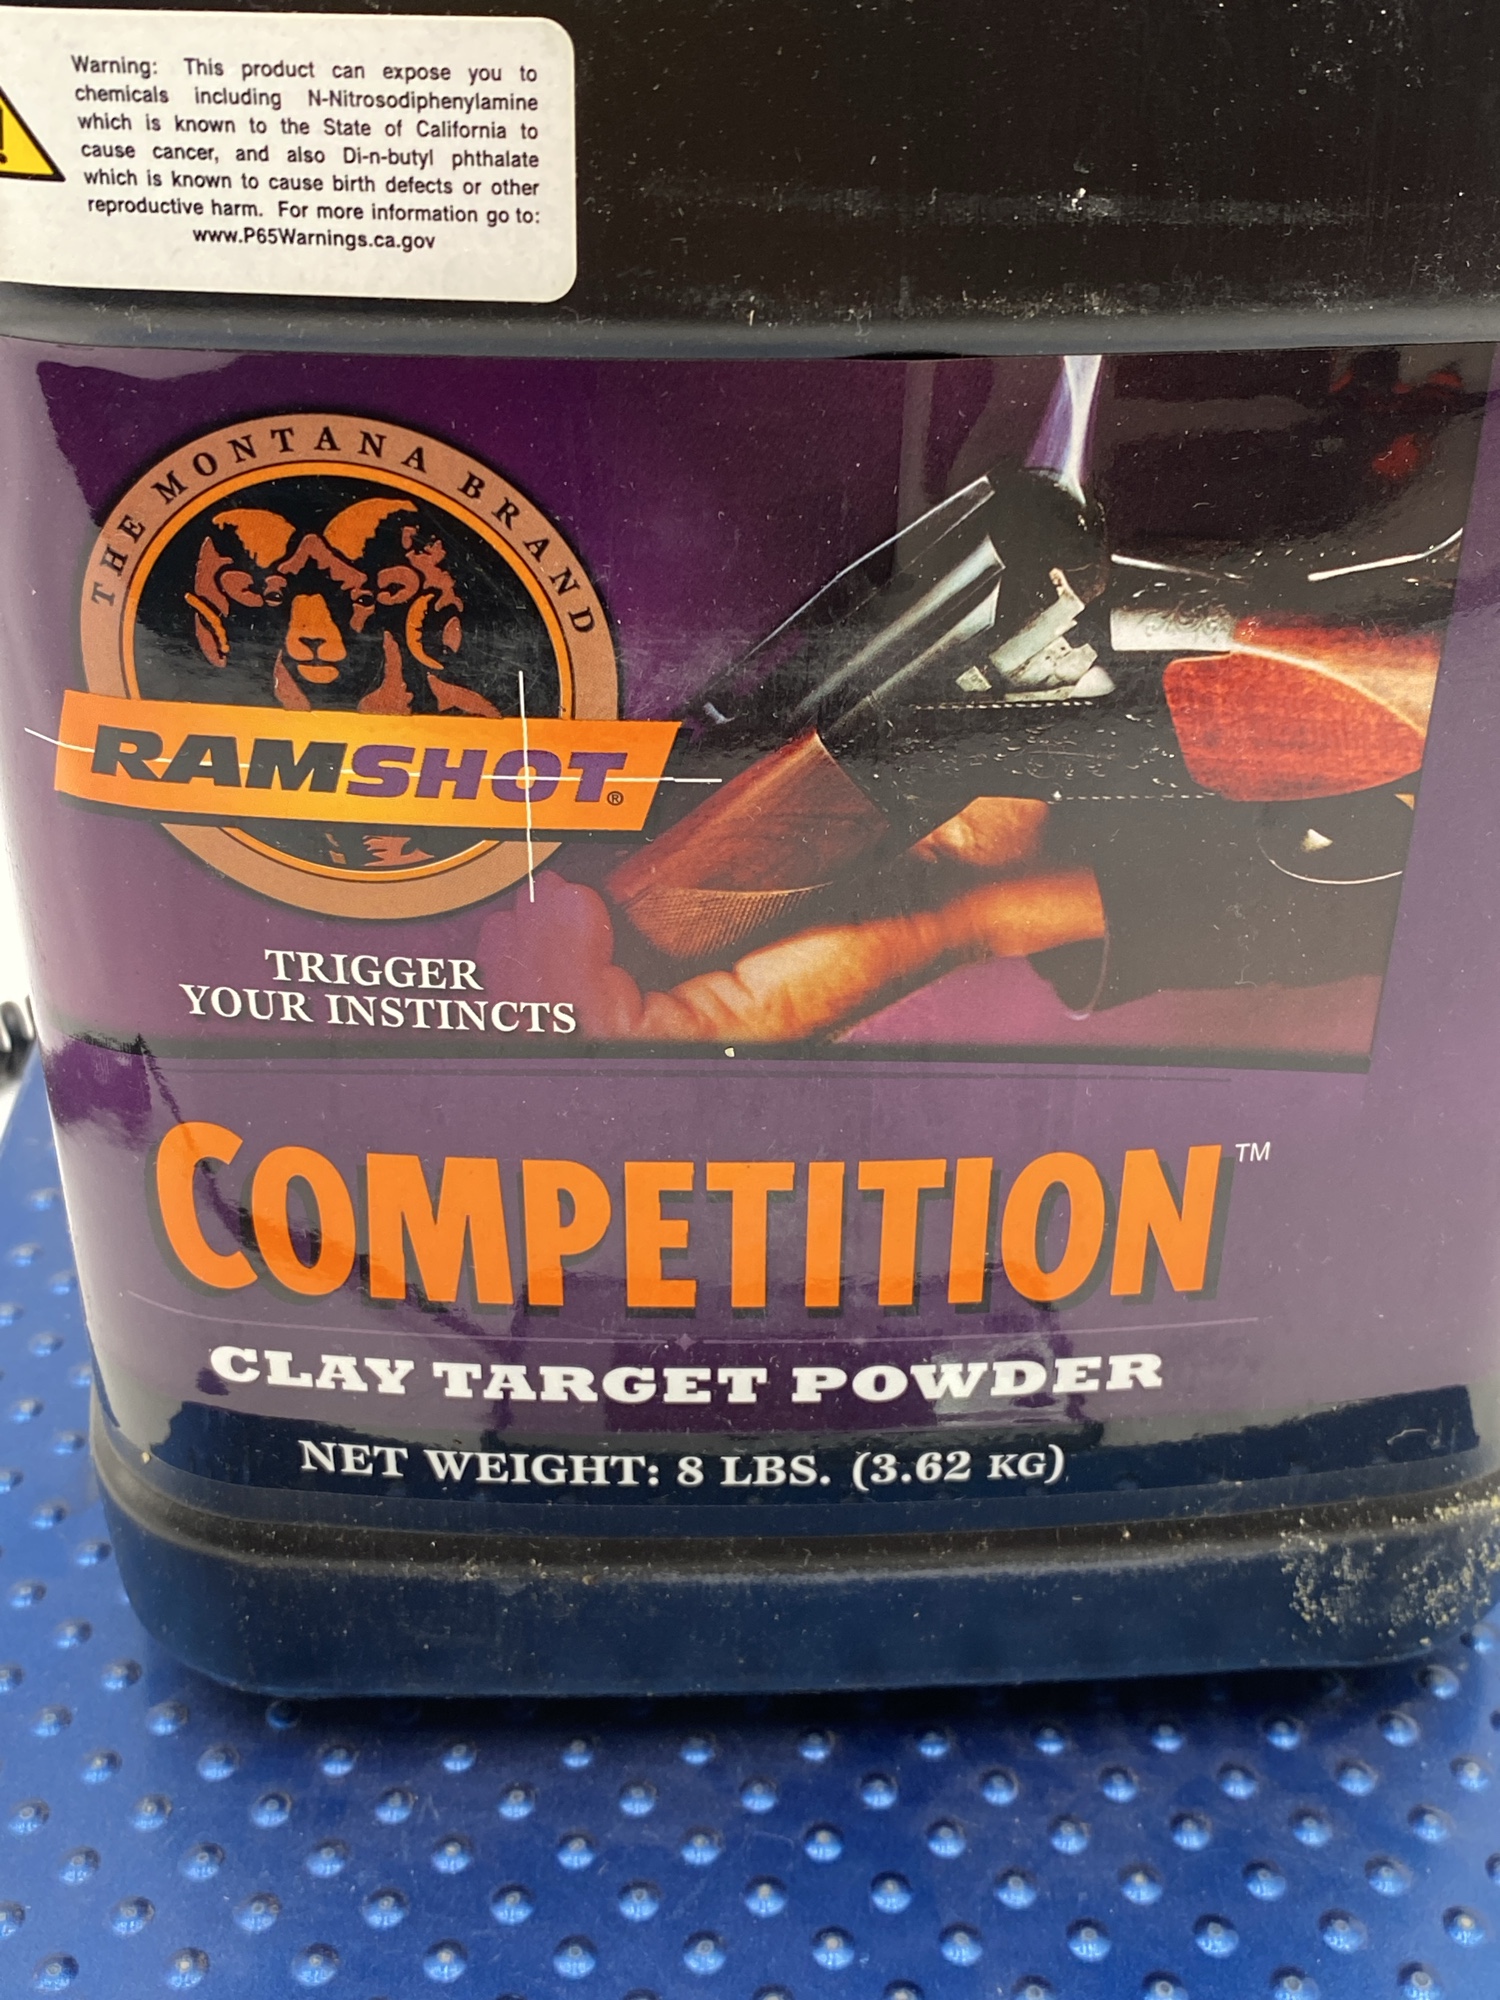 Warning: This product can expose you to
chemicals including N-Nitrosodiphenylamine
which is known to the State of California to
cause cancer, and also Di-n-butyl phthalate
which is known to cause birth defects or other
reproductive harm. For more information go to:
www.P65Warnings.ca.gov
THE MONTANA BRAND
RAMSHOT®
TRIGGER
YOUR INSTINCTS
COMPETITION™
CLAY TARGET POWDER
NET WEIGHT: 8 LBS. (3.62 KG)